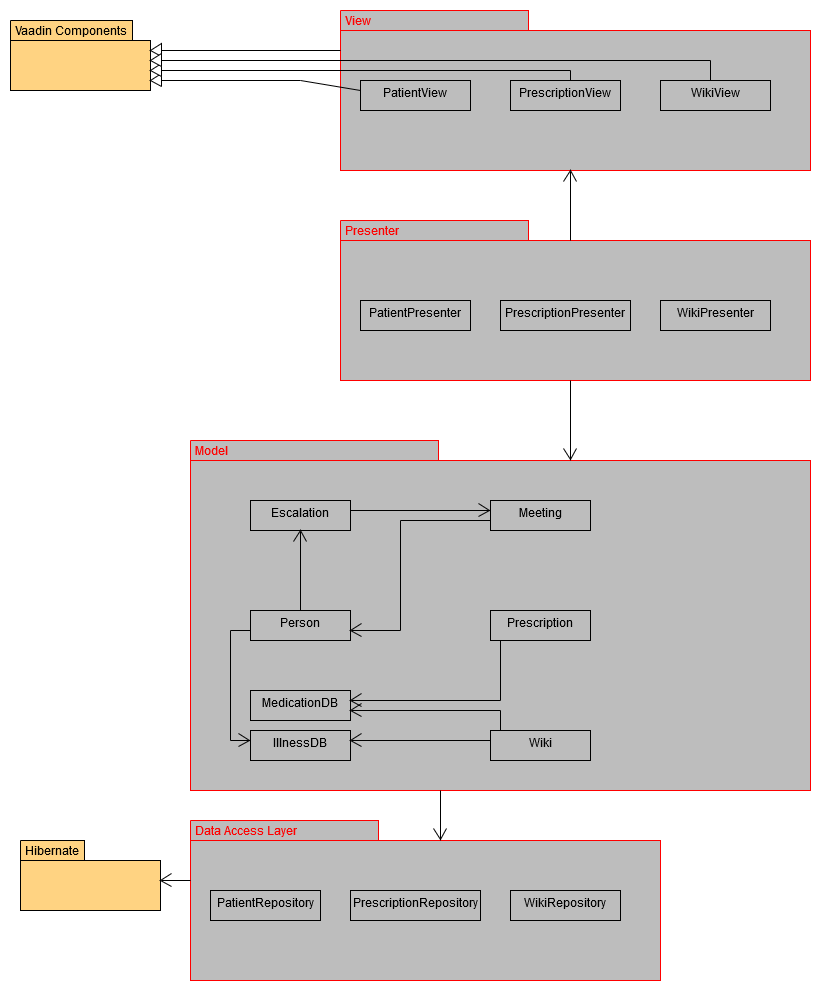 Vaadin Components
View
PatientView
PrescriptionView
WikiView
Presenter
PatientPresenter
PrescriptionPresenter
WikiPresenter
Model
Escalation
Meeting
Person
Prescription
MedicationDB
IllnessDB
Wiki
Data Access Layer
Hibernate
PatientRepository
PrescriptionRepository
WikiRepository